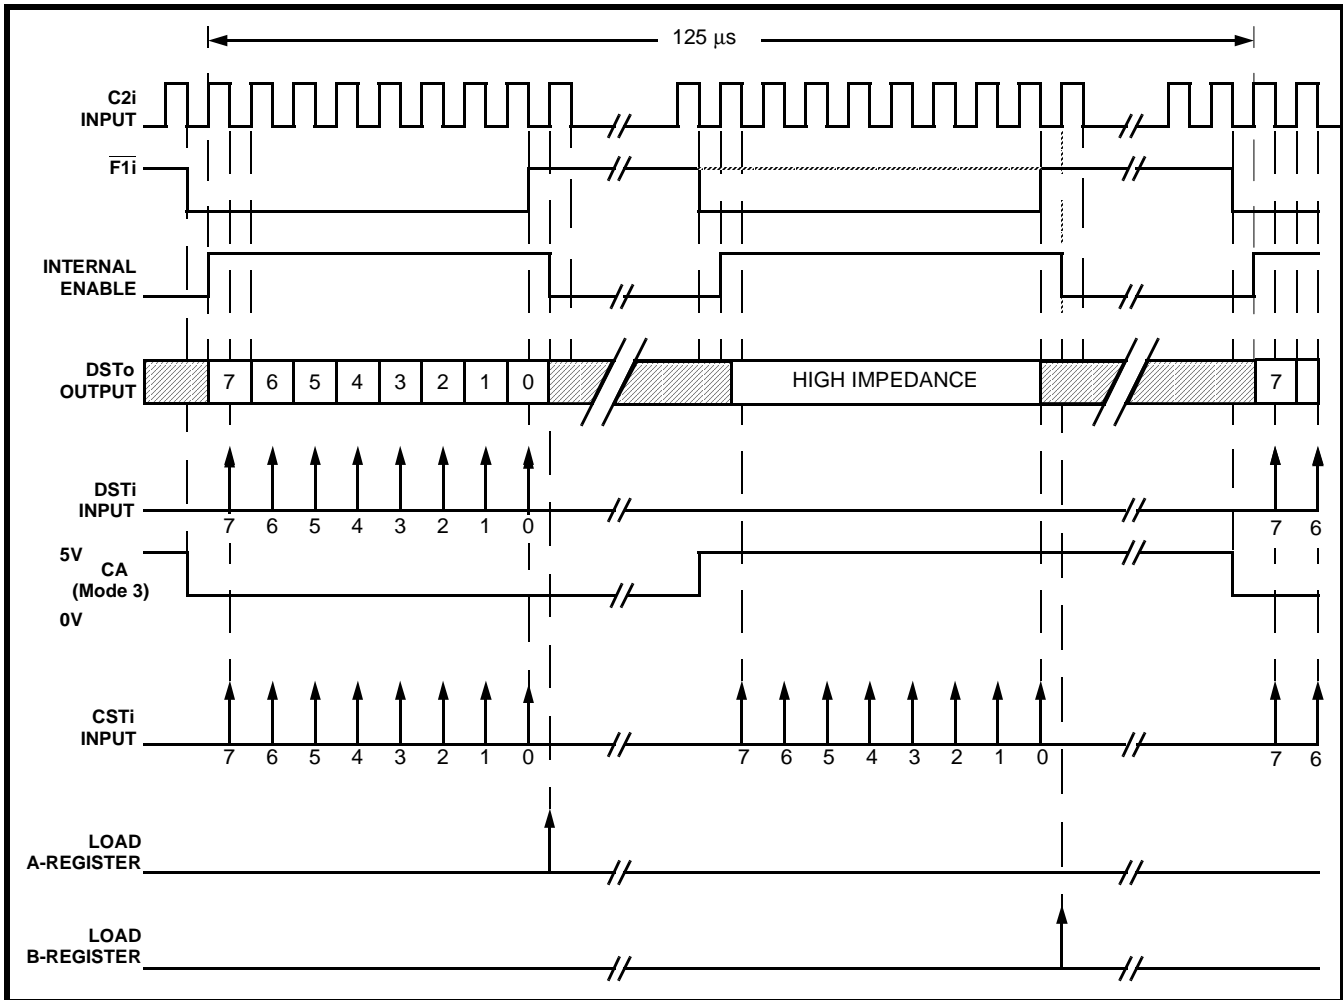 125 µs
C2i
INPUT
F1i
INTERNAL
ENABLE
DSTo
OUTPUT
7 6 5 4 3 2 1 0
HIGH IMPEDANCE
7
DSTi
INPUT
7 6 5 4 3 2 1 0
7 6
5V
CA
(Mode 3)
0V
CSTi
INPUT
7 6 5 4 3 2 1 0
7 6 5 4 3 2 1 0
7 6
LOAD
A-REGISTER
LOAD
B-REGISTER